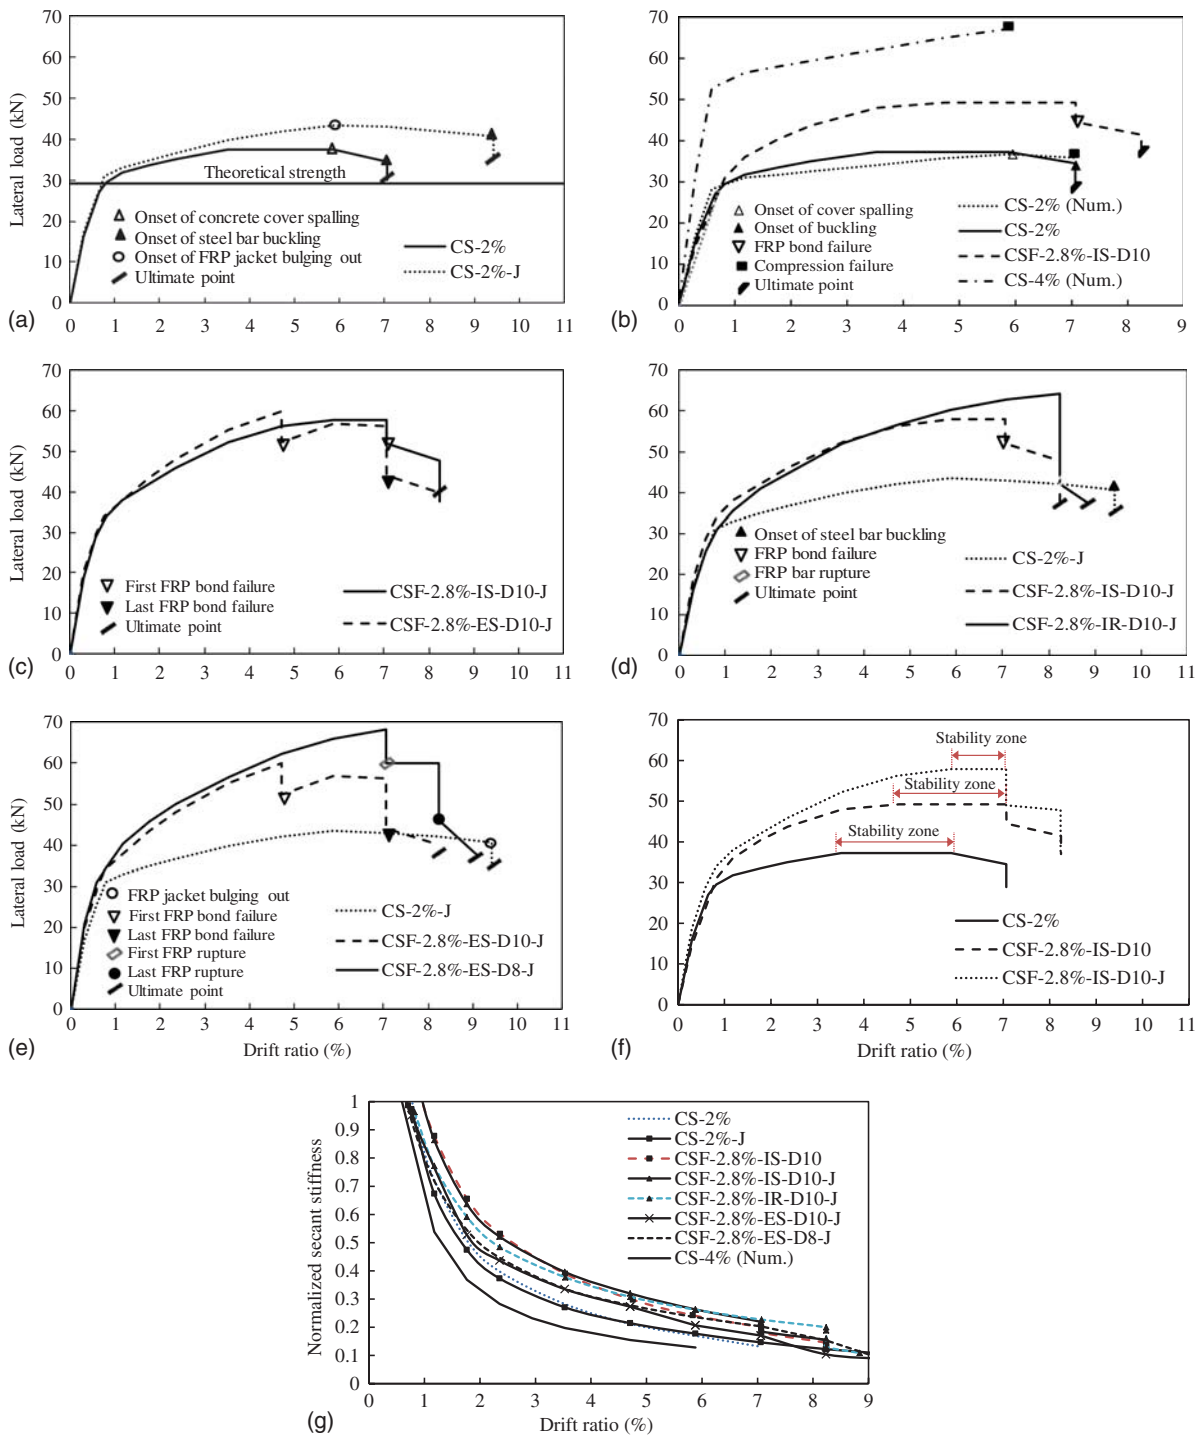 70
60
50
40
30
20
10
0
Lateral load (kN)
Theoretical strength
Onset of concrete cover spalling
Onset of steel bar buckling
Onset of FRP jacket bulging out
Ultimate point
CS-2%
CS-2%-J
0 1 2 3 4 5 6 7 8 9 10 11
(a)
70
60
50
40
30
20
10
0
Onset of cover spalling
Onset of buckling
FRP bond failure
Compression failure
Ultimate point
CS-2% (Num.)
CS-2%
CSF-2.8%-IS-D10
CS-4% (Num.)
0 1 2 3 4 5 6 7 8 9
(b)
70
60
50
40
30
20
10
0
Lateral load (kN)
First FRP bond failure
Last FRP bond failure
Ultimate point
CSF-2.8%-IS-D10-J
CSF-2.8%-ES-D10-J
0 1 2 3 4 5 6 7 8 9 10 11
(c)
70
60
50
40
30
20
10
0
Onset of steel bar buckling
FRP bond failure
FRP bar rupture
Ultimate point
CS-2%-J
CSF-2.8%-IS-D10-J
CSF-2.8%-IR-D10-J
0 1 2 3 4 5 6 7 8 9 10 11
(d)
70
60
50
40
30
20
10
0
Lateral load (kN)
FRP jacket bulging out
First FRP bond failure
Last FRP bond failure
First FRP rupture
Last FRP rupture
Ultimate point
CS-2%-J
CSF-2.8%-ES-D10-J
CSF-2.8%-ES-D8-J
0 1 2 3 4 5 6 7 8 9 10 11
Drift ratio (%)
(e)
70
60
50
40
30
20
10
0
Stability zone
Stability zone
Stability zone
CS-2%
CSF-2.8%-IS-D10
CSF-2.8%-IS-D10-J
0 1 2 3 4 5 6 7 8 9 10 11
Drift ratio (%)
(f)
1
0.9
0.8
0.7
0.6
0.5
0.4
0.3
0.2
0.1
0
Normalized secant stiffness
CS-2%
CS-2%-J
CSF-2.8%-IS-D10
CSF-2.8%-IS-D10-J
CSF-2.8%-IR-D10-J
CSF-2.8%-ES-D10-J
CSF-2.8%-ES-D8-J
CS-4% (Num.)
0 1 2 3 4 5 6 7 8 9
Drift ratio (%)
(g)